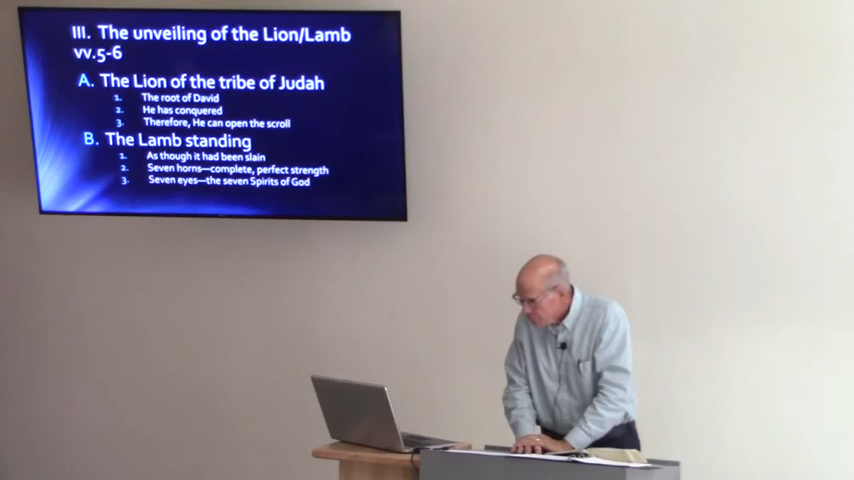 III. The unveiling of the Lion/Lamb
vv.5-6
A. The Lion of the tribe of Judah
1. The root of David
2. He has conquered
3. Therefore, He can open the scroll
B. The Lamb standing
1. As though it had been slain
2. Seven horns—complete, perfect strength
3. Seven eyes—the seven Spirits of God